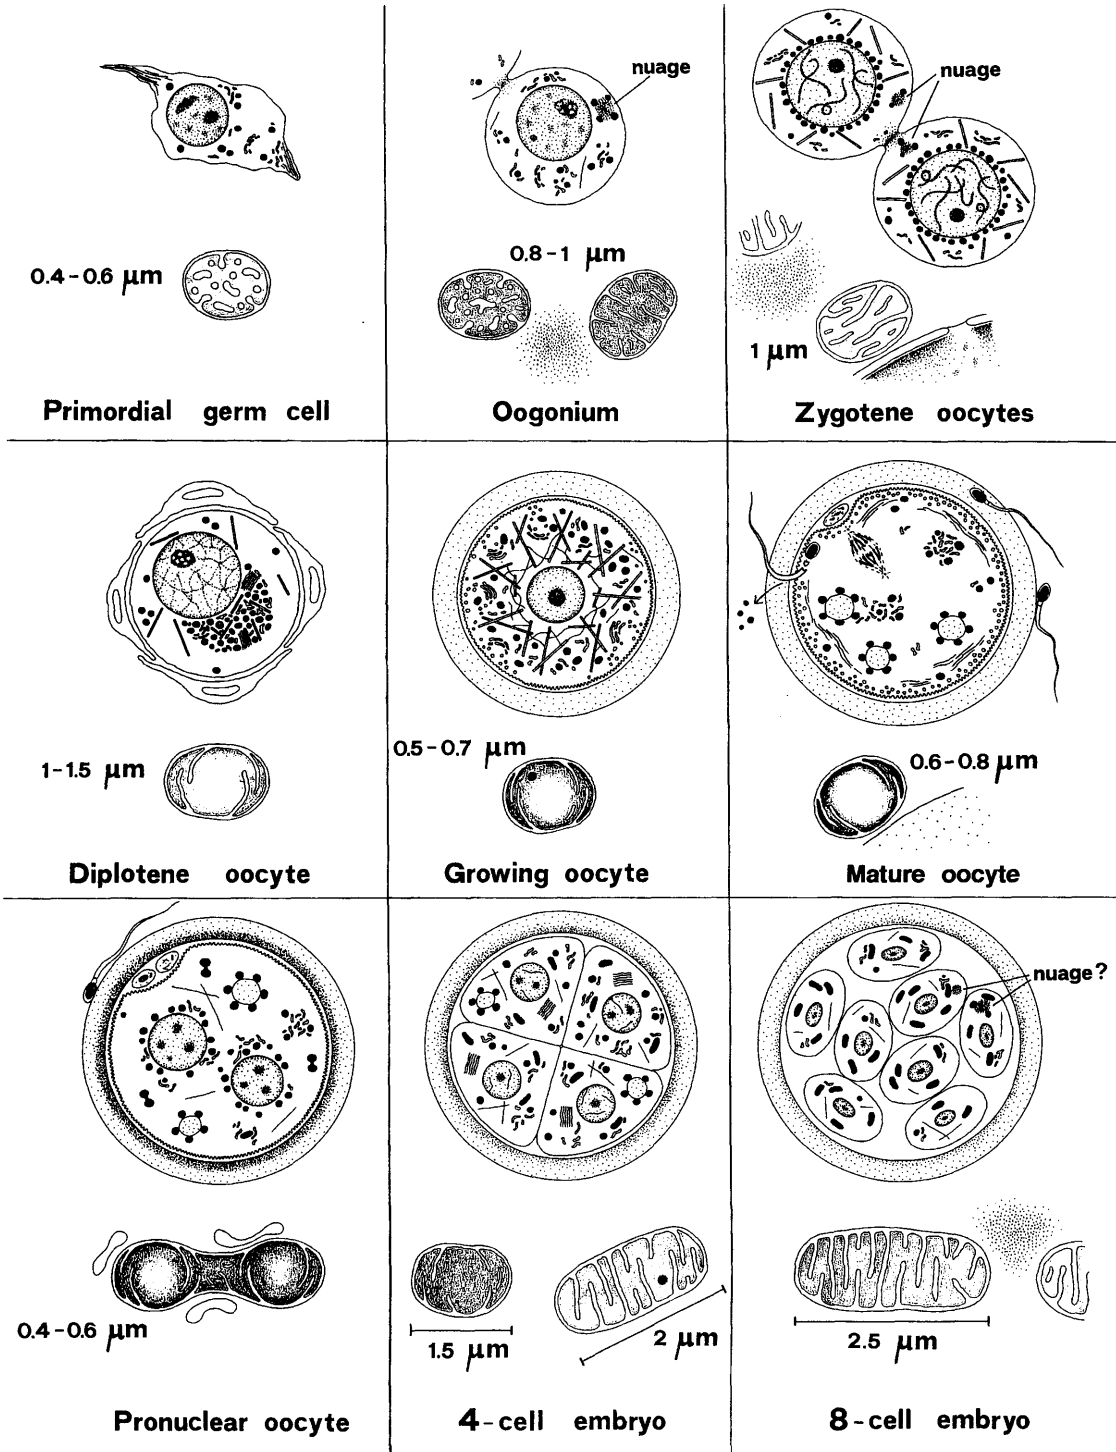 nuage
nuage
0.4-0.6 μm
0.8-1 μm
1 μm
Primordial germ cell
Oogonium
Zygotene oocytes
1-1.5 μm
0.5-0.7 μm
0.6-0.8 μm
Diplotene oocyte
Growing oocyte
Mature oocyte
nuage?
0.4-0.6 μm
1.5 μm
2 μm
2.5 μm
Pronuclear oocyte
4-cell embryo
8-cell embryo